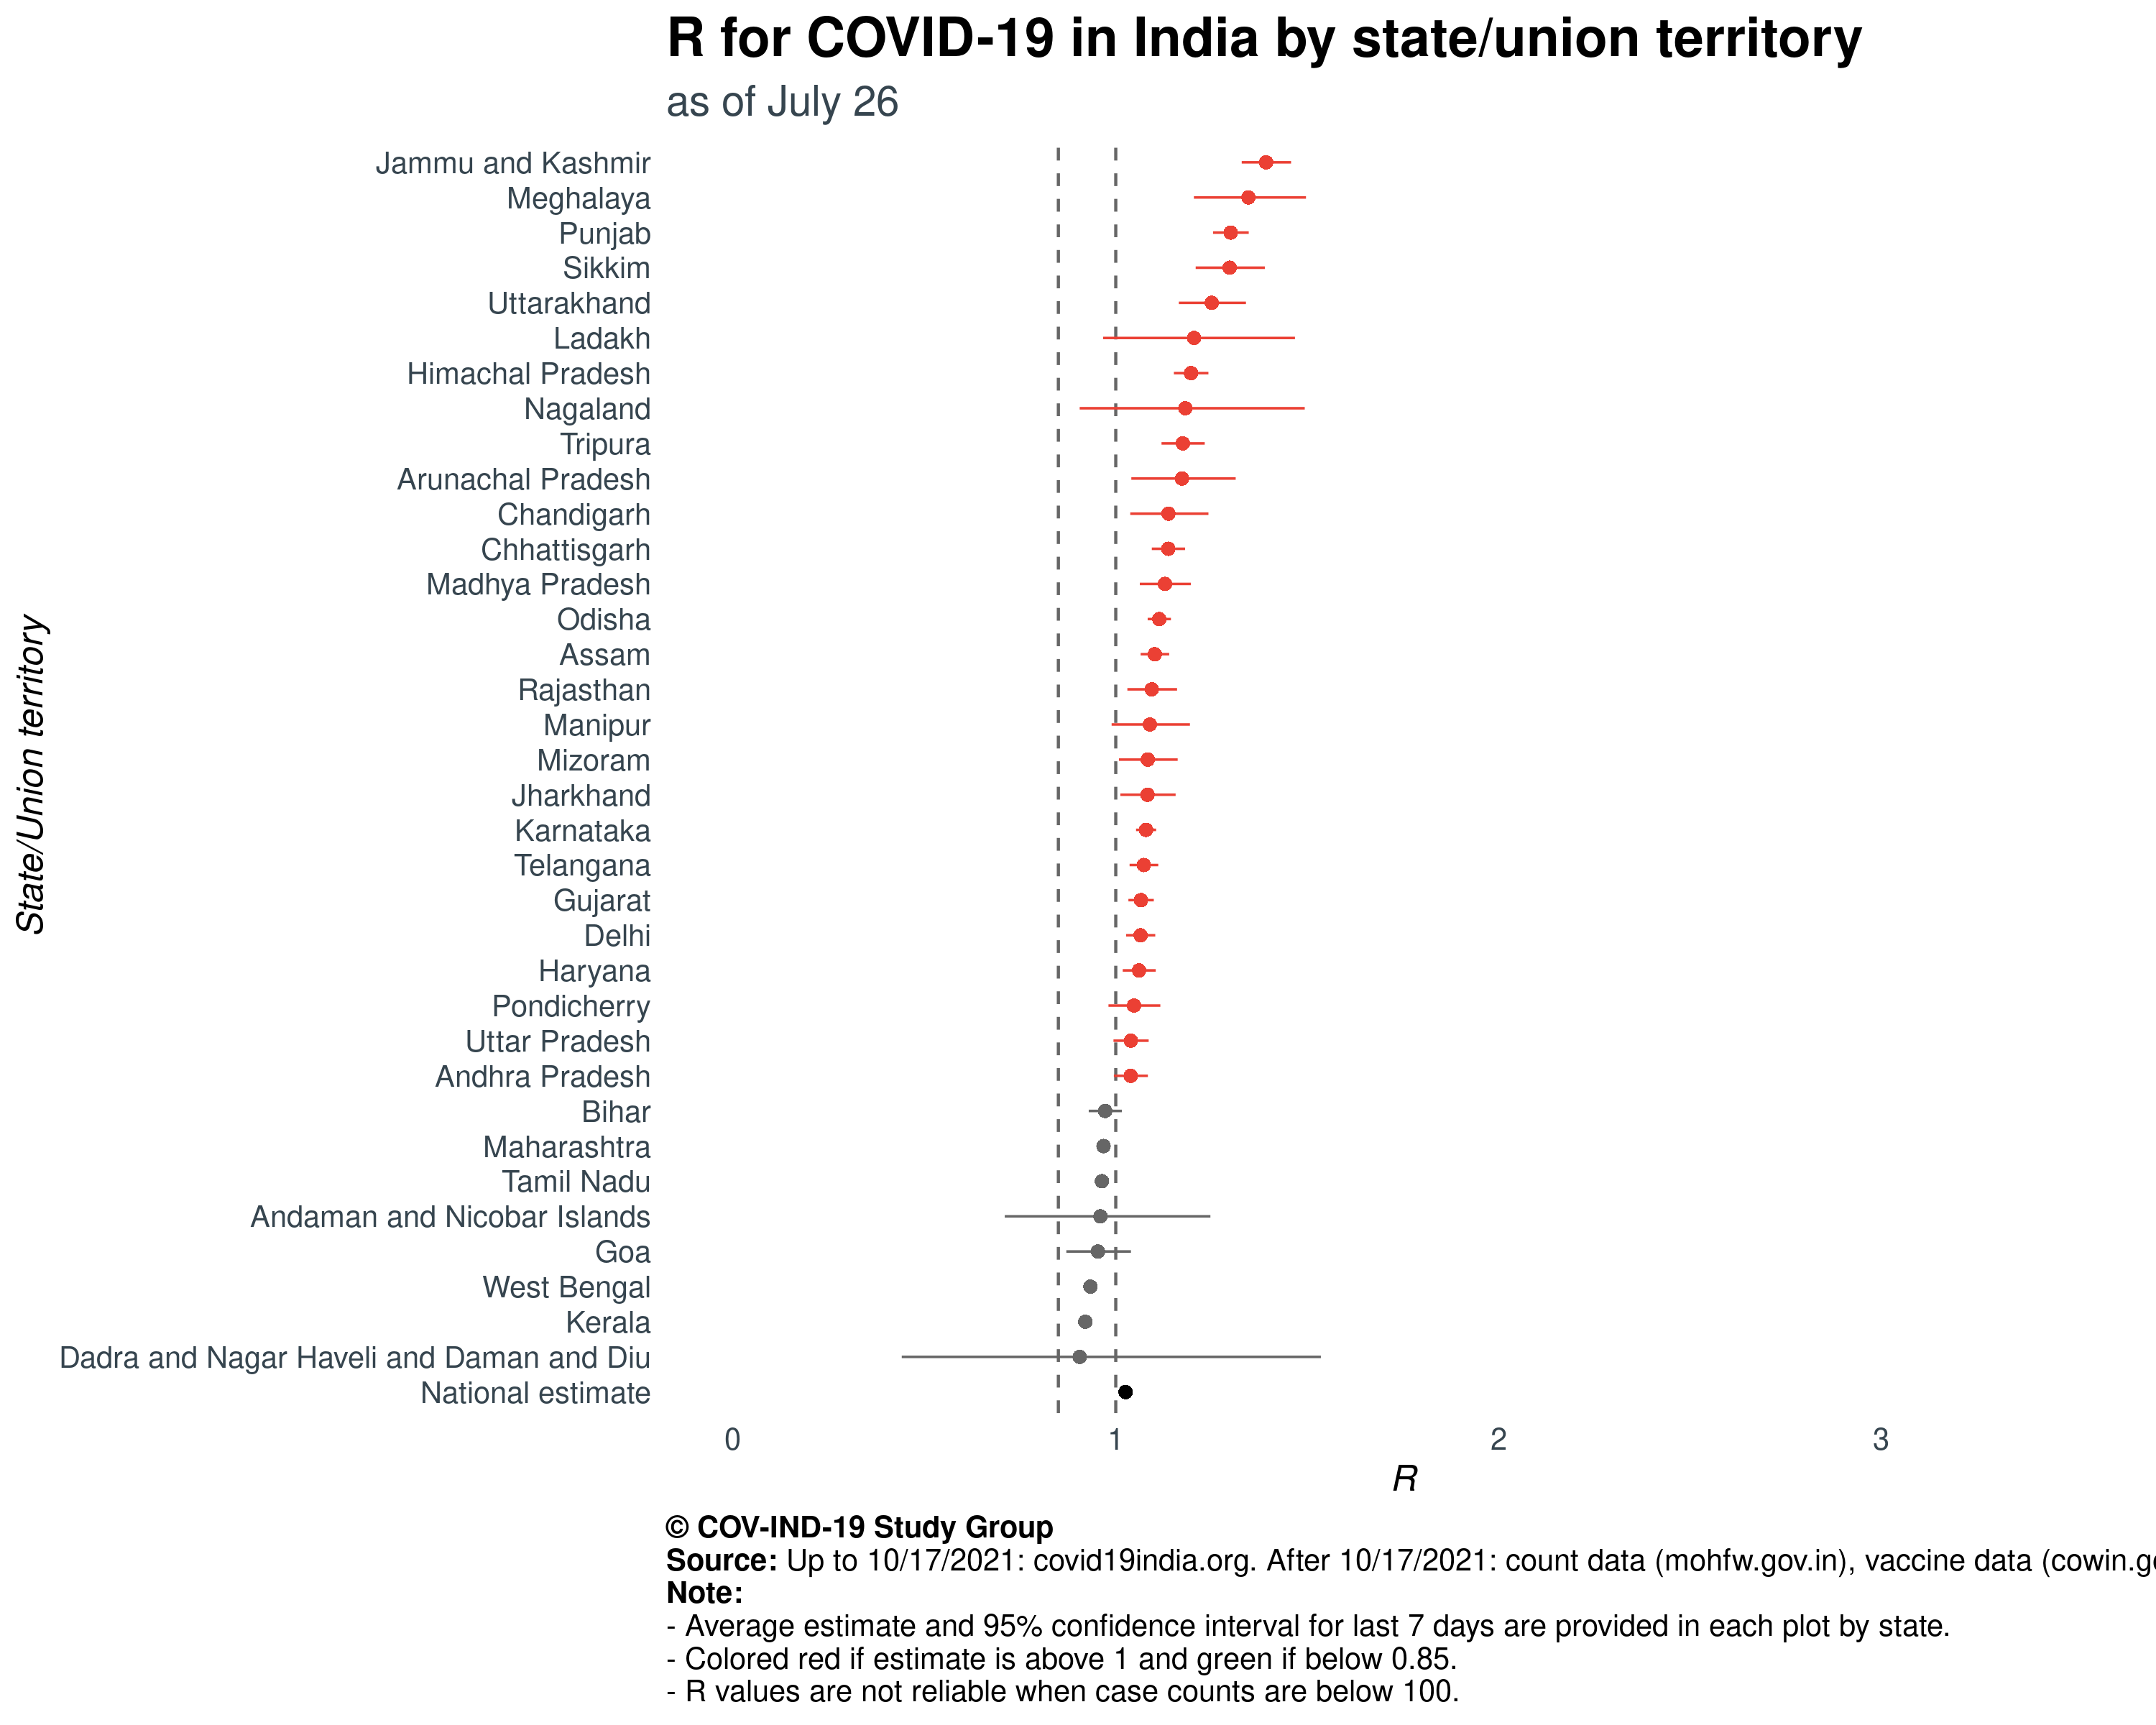 R for COVID-19 in India by state/union territory
as of July 26
State/Union territory
Jammu and Kashmir
Meghalaya
Punjab
Sikkim
Uttarakhand
Ladakh
Himachal Pradesh
Nagaland
Tripura
Arunachal Pradesh
Chandigarh
Chhattisgarh
Madhya Pradesh
Odisha
Assam
Rajasthan
Manipur
Mizoram
Jharkhand
Karnataka
Telangana
Gujarat
Delhi
Haryana
Pondicherry
Uttar Pradesh
Andhra Pradesh
Bihar
Maharashtra
Tamil Nadu
Andaman and Nicobar Islands
Goa
West Bengal
Kerala
Dadra and Nagar Haveli and Daman and Diu
National estimate
0 1 2 3
R
© COV-IND-19 Study Group
Source: Up to 10/17/2021: covid19india.org. After 10/17/2021: count data (mohfw.gov.in), vaccine data
Note:
- Average estimate and 95% confidence interval for last 7 days are provided in each plot by state.
- Colored red if estimate is above 1 and green if below 0.85.
- R values are not reliable when case counts are below 100.